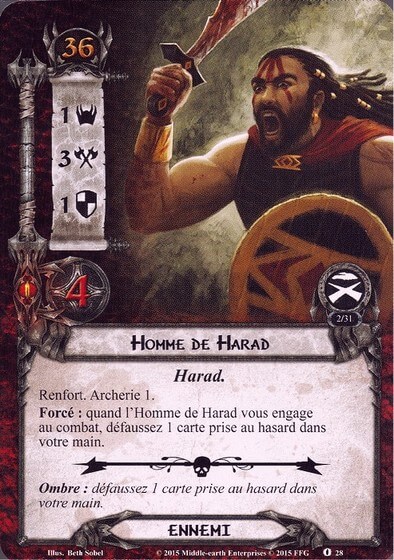 36
1
3
1
4
2/31
Homme de Harad
Harad.
Renfort. Archerie 1.
Forcé : quand l'Homme de Harad vous engage
au combat, défaussez 1 carte prise au hasard dans
votre main.
Ombre : défaussez 1 carte prise au hasard dans
votre main.
ENNEMI
Illus. Beth Sobel © 2015 Middle-earth Enterprises © 2015 FFG 28